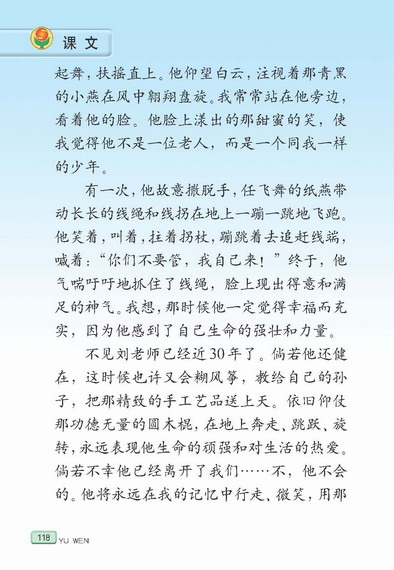 课文
起舞，扶摇直上。他仰望白云，注视着那青黑
的小燕在风中翱翔盘旋。我常常站在他旁边，
看着他的脸。他脸上漾出的那甜蜜的笑，使
我觉得他不是一位老人，而是一个同我一样
的少年。
有一次，他故意撒脱手，任飞舞的纸燕带
动长长的线绳和线拐在地上一蹦一跳地飞跑。
他笑着，叫着，拄着拐杖，蹦跳着去追赶线端，
喊着：“你们不要管，我自己来！”终于，他
气喘吁吁地抓住了线绳，脸上现出得意和满
足的神气。我想，那时候他一定觉得幸福而充
实，因为他感到了自己生命的强壮和力量。
不见刘老师已经近30年了。倘若他还健
在，这时候也许又会糊风筝，教给自己的孙
子，把那精致的手工艺品送上天。依旧仰仗
那功德无量的圆木棍，在地上奔走、跳跃、旋
转，永远表现他生命的顽强和对生活的热爱。
倘若不幸他已经离开了我们……不，他不会
的。他将永远在我的记忆中行走、微笑，用那
118 YU WEN